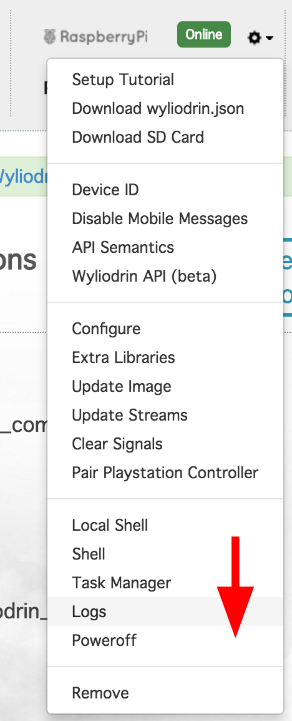 RaspberryPi
Online
Setup Tutorial
Download wyliodrin.json
Download SD Card
Wyliodr
Device ID
Disable Mobile Messages
API Semantics
ons
Wyliodrin API (beta)
Configure
Extra Libraries
Update Image
Update Streams
_com
Clear Signals
Pair Playstation Controller
Local Shell
Shell
Task Manager
odrin_
Logs
Poweroff
Remove